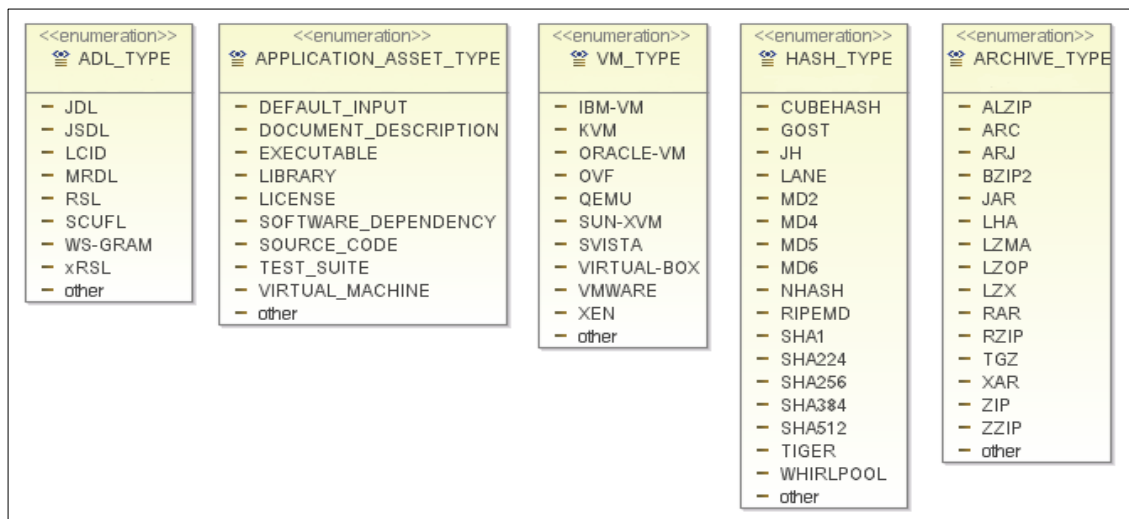 <<enumeration>>
ADL_TYPE
– JDL
– JSDL
– LCID
– MRDL
– RSL
– SCUFL
– WS-GRAM
– xRSL
– other
<<enumeration>>
APPLICATION_ASSET_TYPE
– DEFAULT_INPUT
– DOCUMENT_DESCRIPTION
– EXECUTABLE
– LIBRARY
– LICENSE
– SOFTWARE_DEPENDENCY
– SOURCE_CODE
– TEST_SUITE
– VIRTUAL_MACHINE
– other
<<enumeration>>
VM_TYPE
– IBM-VM
– KVM
– ORACLE-VM
– OVF
– QEMU
– SUN-XVM
– SVISTA
– VIRTUAL-BOX
– VMWARE
– XEN
– other
<<enumeration>>
HASH_TYPE
– CUBEHASH
– GOST
– JH
– LANE
– MD2
– MD4
– MD5
– MD6
– NHASH
– RIPEMD
– SHA1
– SHA224
– SHA256
– SHA384
– SHA512
– TIGER
– WHIRLPOOL
– other
<<enumeration>>
ARCHIVE_TYPE
– ALZIP
– ARC
– ARJ
– BZIP2
– JAR
– LHA
– LZMA
– LZOP
– LZX
– RAR
– RZIP
– TGZ
– XAR
– ZIP
– ZZIP
– other